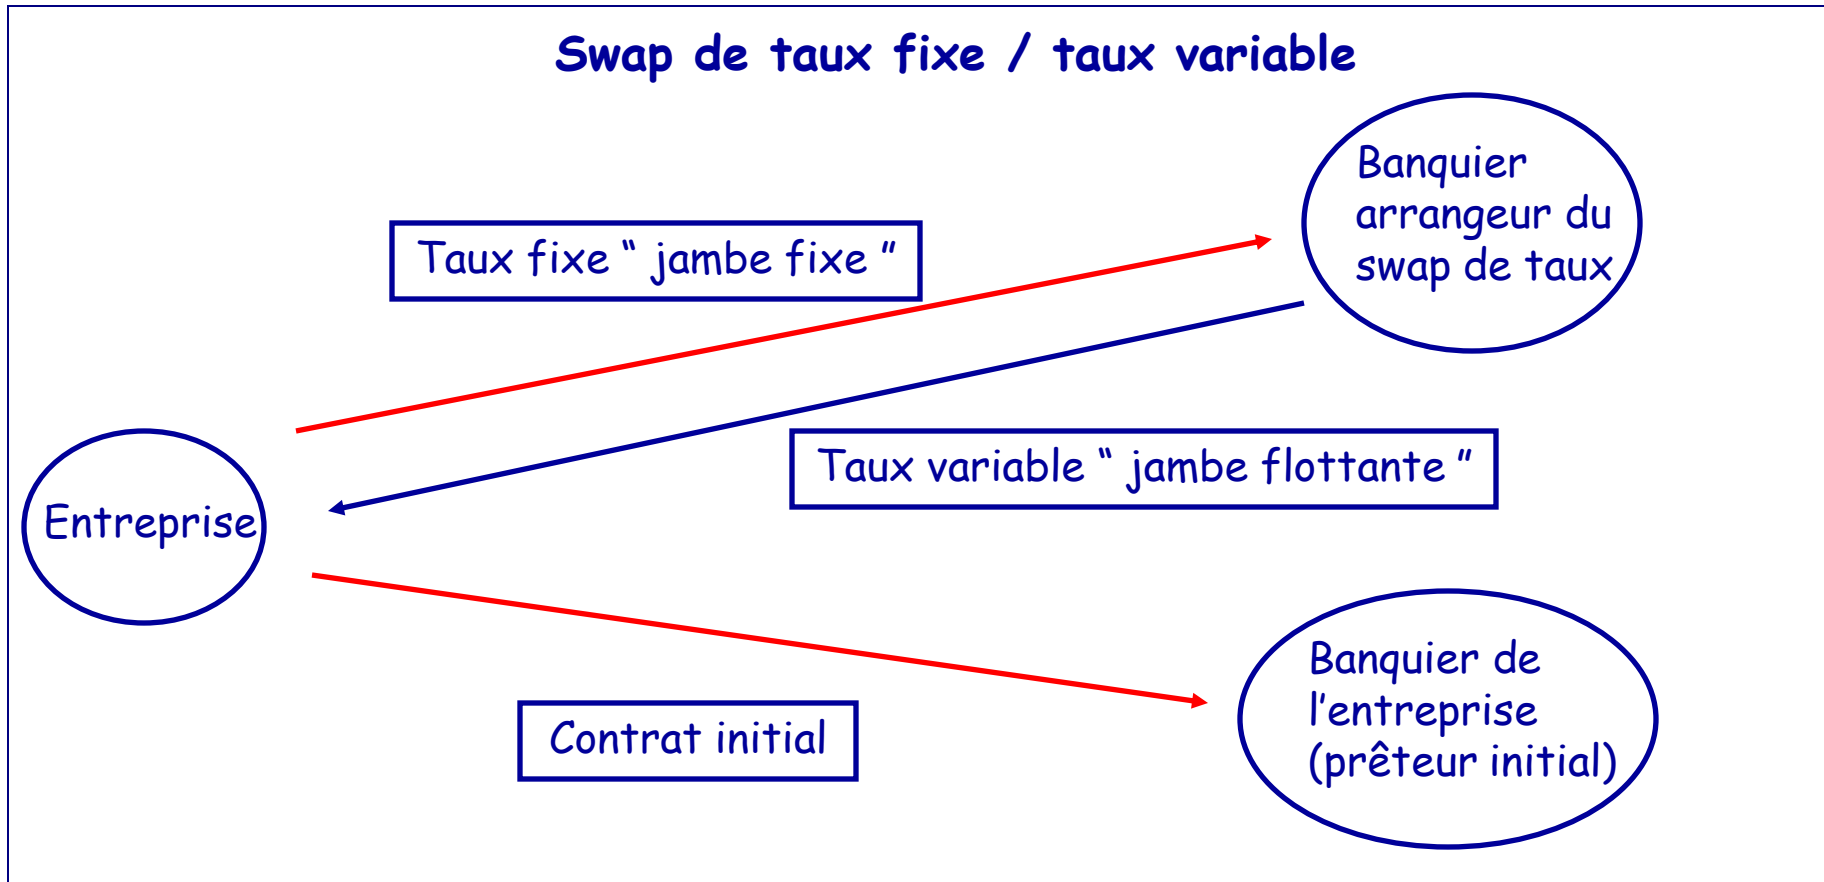 Swap de taux fixe / taux variable
Banquier
arrangeur du
swap de taux
Taux fixe “ jambe fixe ”
Taux variable “ jambe flottante ”
Entreprise
Banquier de
l’entreprise
(prêteur initial)
Contrat initial